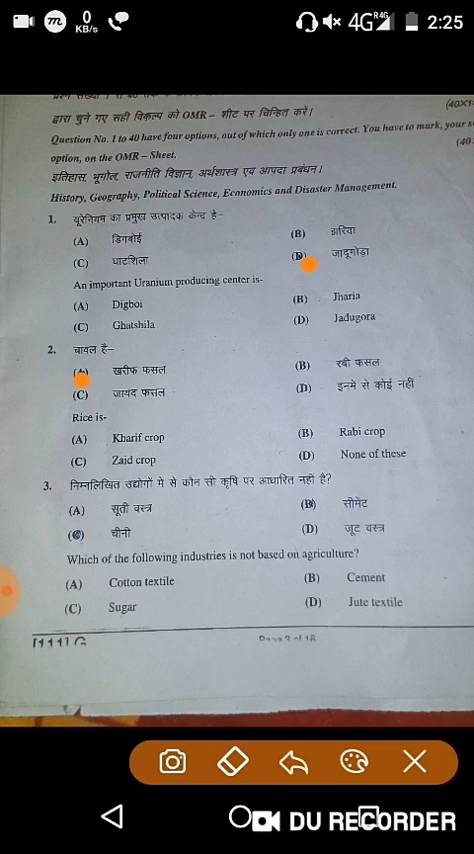 0
KB/s
4G R4G 2:25
द्वारा चुने गए सही विकल्प को OMR - शीट पर चिन्हित करें।
Question No. 1 to 40 have four options, out of which only one is correct. You have to mark, your
option, on the OMR – Sheet.
इतिहास, भूगोल, राजनीति विज्ञान, अर्थशास्त्र एव आपदा प्रबंधन।
History, Geography, Political Science, Economics and Disaster Management.
1. यूरेनियम का प्रमुख उत्पादक केन्द्र है–
(A) डिगबोई (B) झरिया
(C) घाटशिला (D) जादूगोड़ा
An important Uranium producing center is-
(A) Digboi (B) Jharia
(C) Ghatshila (D) Jadugora
2. चावल है–
(A) खरीफ फसल (B) रबी फसल
(C) जायद फसल (D) इनमें से कोई नहीं
Rice is-
(A) Kharif crop (B) Rabi crop
(C) Zaid crop (D) None of these
3. निम्नलिखित उद्योगों मे से कौन सी कृषि पर आधारित नहीं है?
(A) सूती वस्त्र (B) सीमेंट
(C) चीनी (D) जूट वस्त्र
Which of the following industries is not based on agriculture?
(A) Cotton textile (B) Cement
(C) Sugar (D) Jute textile
DU RECORDER